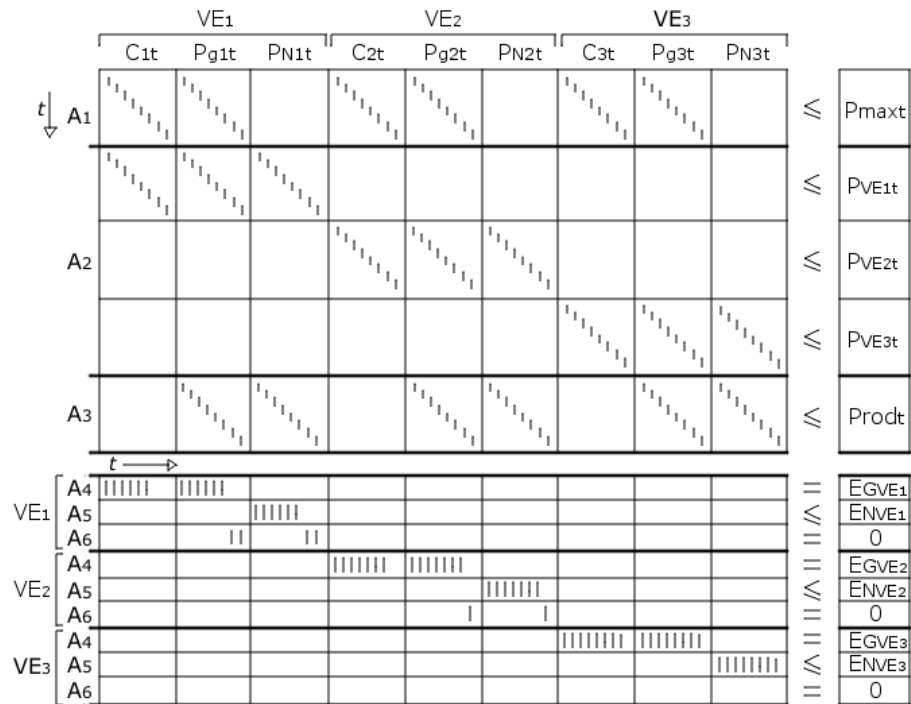 VE1 VE2 VE3
C1t Pg1t PN1t C2t Pg2t PN2t C3t Pg3t PN3t
t A1 ≤ Pmaxt
≤ PVE1t
A2 ≤ PVE2t
≤ PVE3t
A3 ≤ Prodt
t
VE1 A4 = EGVE1
A5 ≤ ENVE1
A6 = 0
VE2 A4 = EGVE2
A5 ≤ ENVE2
A6 = 0
VE3 A4 = EGVE3
A5 ≤ ENVE3
A6 = 0